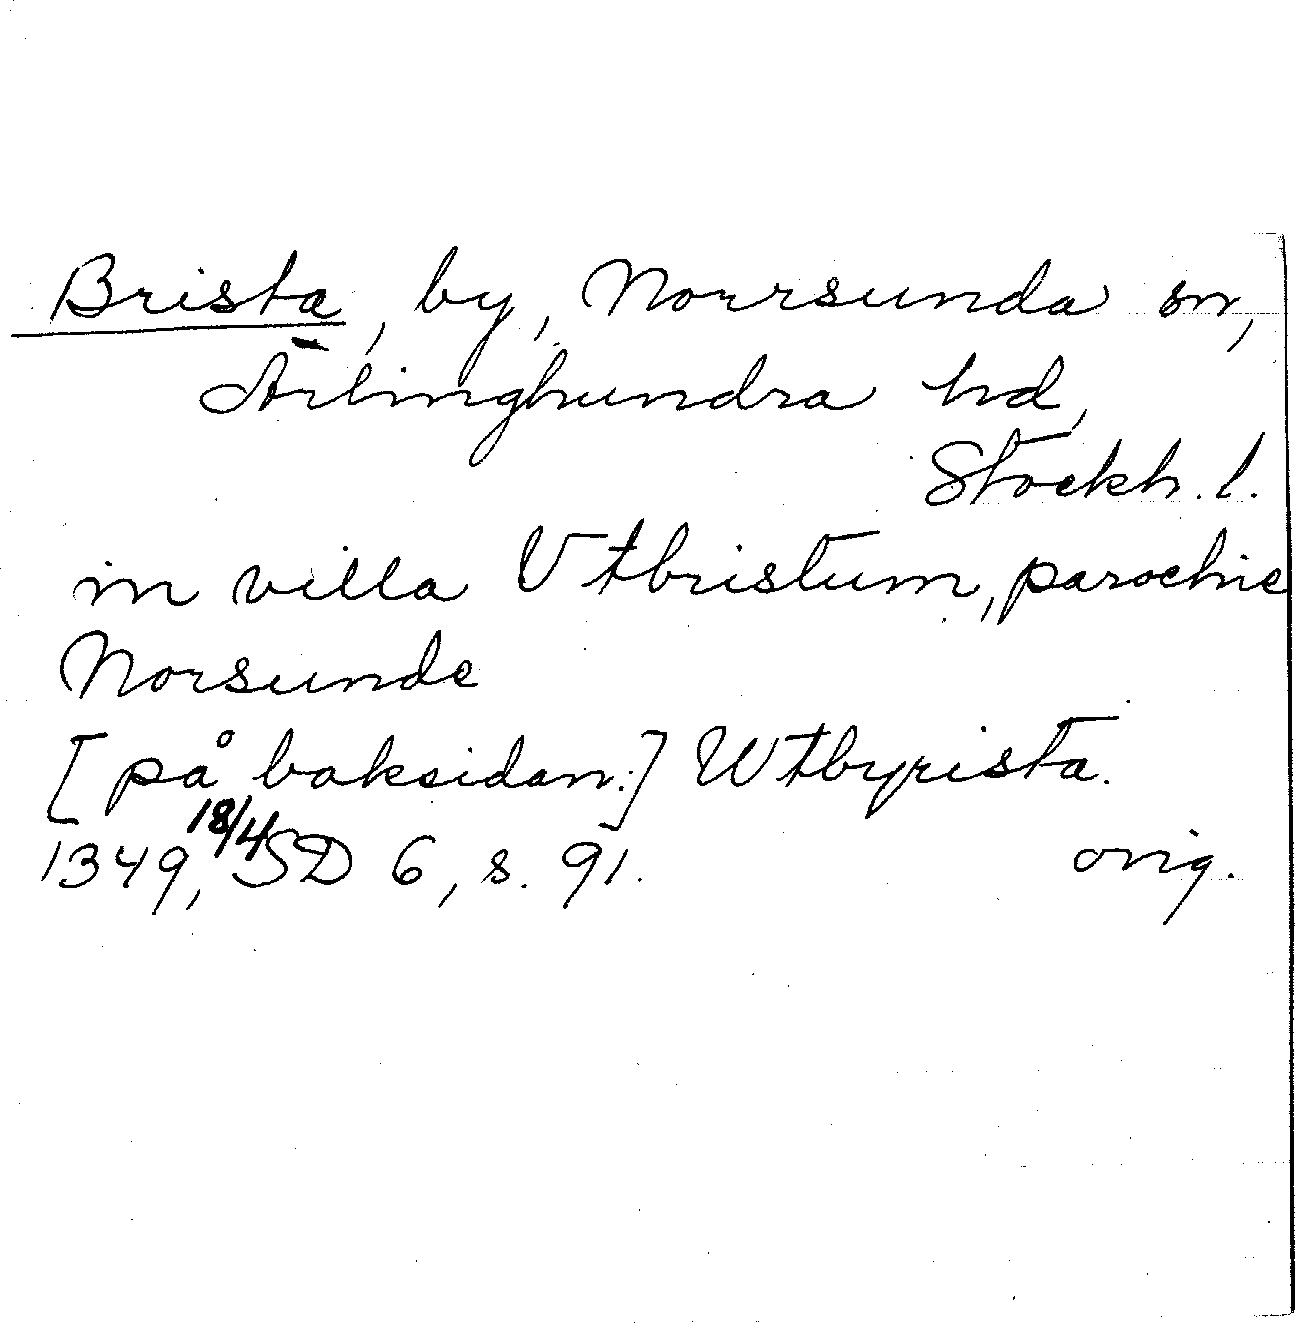 Brista, by, Norrsunda sn,
Ärlinghundra hd,
Stockh. l.
in villa Vtbristum, parochie
Norsunde
[på baksidan:] Wtbyrista.
1349, 18/4 SD 6, s. 91. orig.